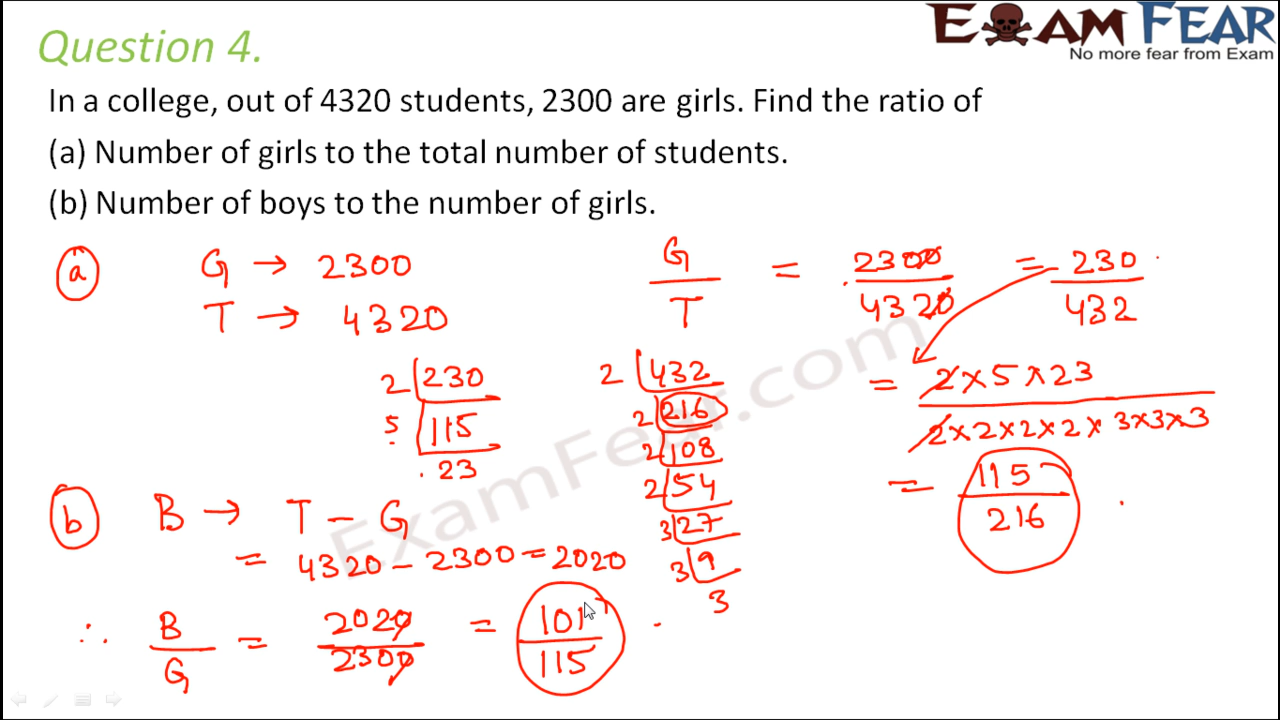 Question 4.
EXAM FEAR
No more fear from Exam
In a college, out of 4320 students, 2300 are girls. Find the ratio of
(a) Number of girls to the total number of students.
(b) Number of boys to the number of girls.
a G → 2300
T → 4320
G/T = 2300/4320 = 230/432
2 | 230
5 | 115
23
2 | 432
2 | 216
2 | 108
2 | 54
3 | 27
3 | 9
3
= 2 × 5 × 23 / 2 × 2 × 2 × 2 × 3 × 3 × 3
= 115/216
b B → T - G
= 4320 - 2300 = 2020
∴ B/G = 2020/2300 = 101/115
ExamFear.com